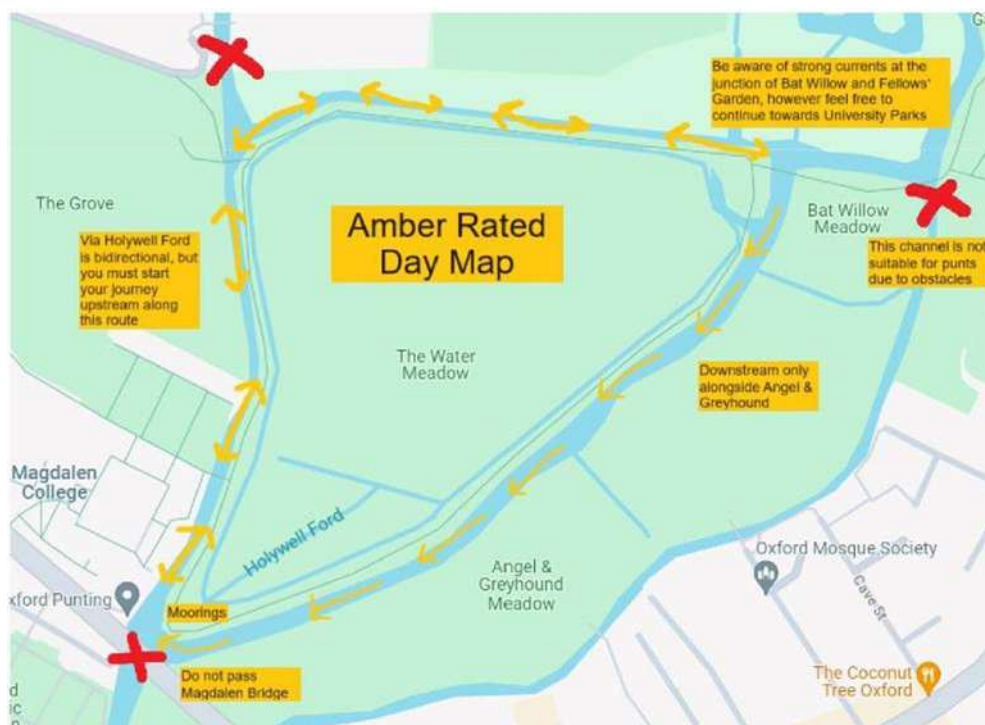 Be aware of strong currents at the
junction of Bat Willow and Fellows'
Garden, however feel free to
continue towards University Parks
The Grove
Amber Rated
Day Map
Bat Willow
Meadow
Via Holywell Ford
is bidirectional, but
you must start
your journey
upstream along
this route
This channel is not
suitable for punts
due to obstacles
The Water
Meadow
Downstream only
alongside Angel &
Greyhound
Magdalen
College
Holywell Ford
Oxford Mosque Society
Angel &
Greyhound
Meadow
Cave St
xford Punting
Moorings
Do not pass
Magdalen Bridge
The Coconut
Tree Oxford